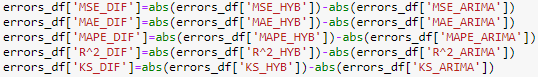 errors_df['MSE_DIF']=abs(errors_df['MSE_HYB'])-abs(errors_df['MSE_ARIMA'])
errors_df['MAE_DIF']=abs(errors_df['MAE_HYB'])-abs(errors_df['MAE_ARIMA'])
errors_df['MAPE_DIF']=abs(errors_df['MAPE_HYB'])-abs(errors_df['MAPE_ARIMA'])
errors_df['R^2_DIF']=abs(errors_df['R^2_HYB'])-abs(errors_df['R^2_ARIMA'])
errors_df['KS_DIF']=abs(errors_df['KS_HYB'])-abs(errors_df['KS_ARIMA'])